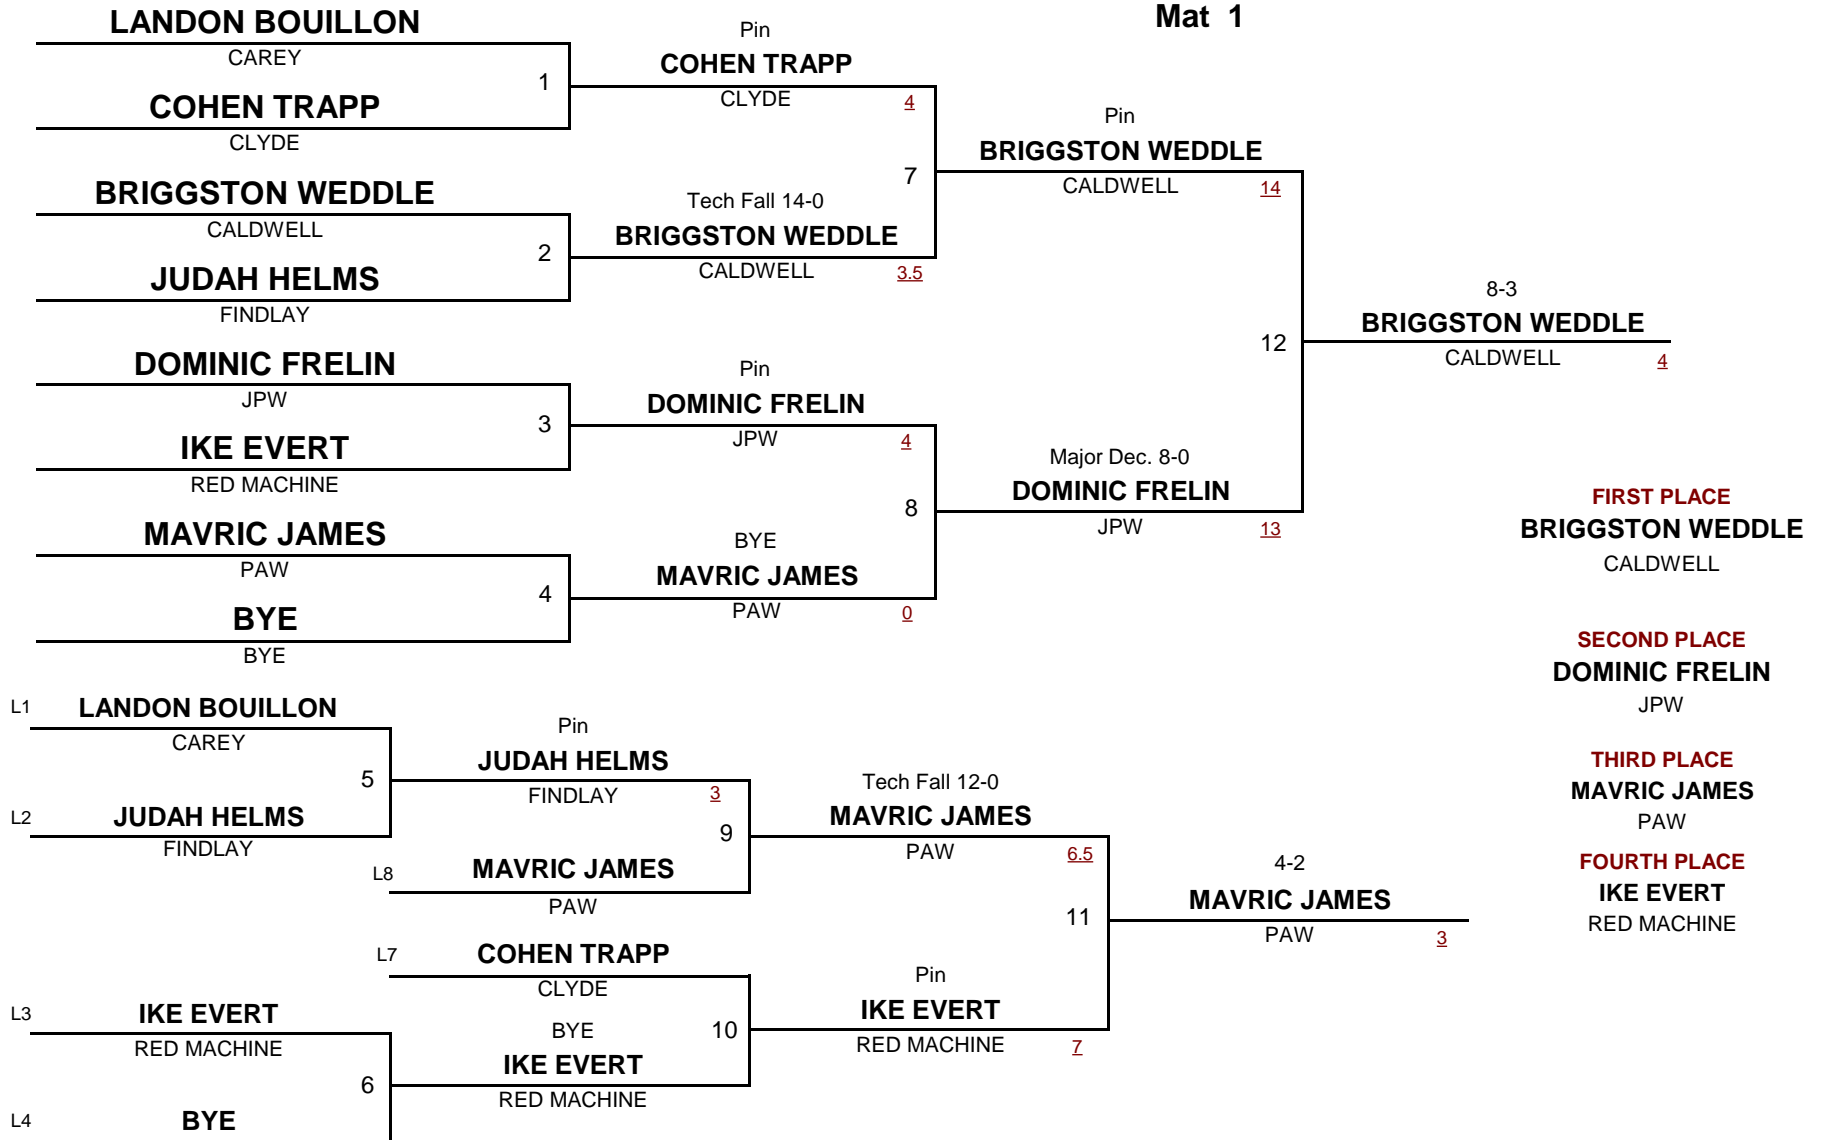 Mat 1
LANDON BOUILLON
CAREY
1
COHEN TRAPP
CLYDE
Pin
COHEN TRAPP
CLYDE
4
BRIGGSTON WEDDLE
CALDWELL
2
JUDAH HELMS
FINDLAY
Tech Fall 14-0
BRIGGSTON WEDDLE
CALDWELL
3.5
7
Pin
BRIGGSTON WEDDLE
CALDWELL
14
DOMINIC FRELIN
JPW
3
IKE EVERT
RED MACHINE
Pin
DOMINIC FRELIN
JPW
4
MAVRIC JAMES
PAW
4
BYE
BYE
BYE
MAVRIC JAMES
PAW
0
8
Major Dec. 8-0
DOMINIC FRELIN
JPW
13
12
8-3
BRIGGSTON WEDDLE
CALDWELL
4
FIRST PLACE
BRIGGSTON WEDDLE
CALDWELL
SECOND PLACE
DOMINIC FRELIN
JPW
THIRD PLACE
MAVRIC JAMES
PAW
FOURTH PLACE
IKE EVERT
RED MACHINE
L1
LANDON BOUILLON
CAREY
5
L2
JUDAH HELMS
FINDLAY
Pin
JUDAH HELMS
FINDLAY
3
9
L8
MAVRIC JAMES
PAW
Tech Fall 12-0
MAVRIC JAMES
PAW
6.5
L7
COHEN TRAPP
CLYDE
10
L3
IKE EVERT
RED MACHINE
6
L4
BYE
BYE
IKE EVERT
RED MACHINE
Pin
IKE EVERT
RED MACHINE
7
11
4-2
MAVRIC JAMES
PAW
3